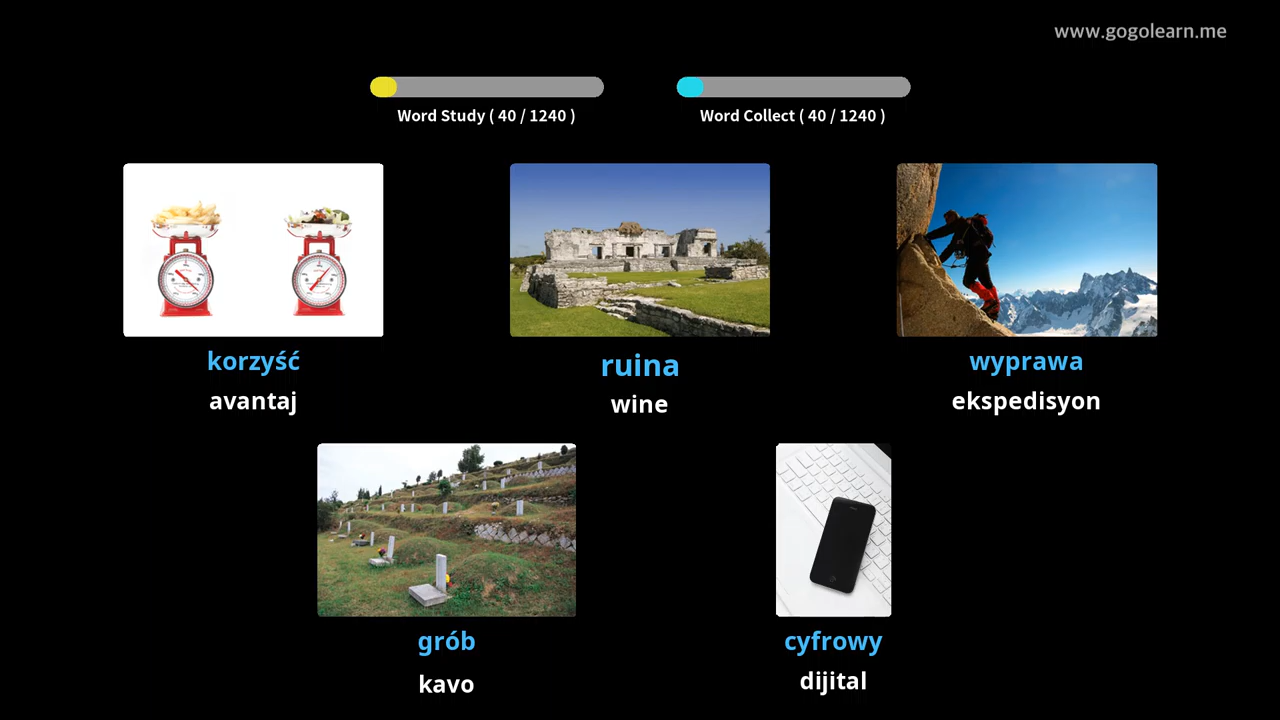 www.gogolearn.me
Word Study ( 40 / 1240 )
Word Collect ( 40 / 1240 )
korzyść
avantaj
ruina
wine
wyprawa
ekspedisyon
grób
kavo
cyfrowy
dijital